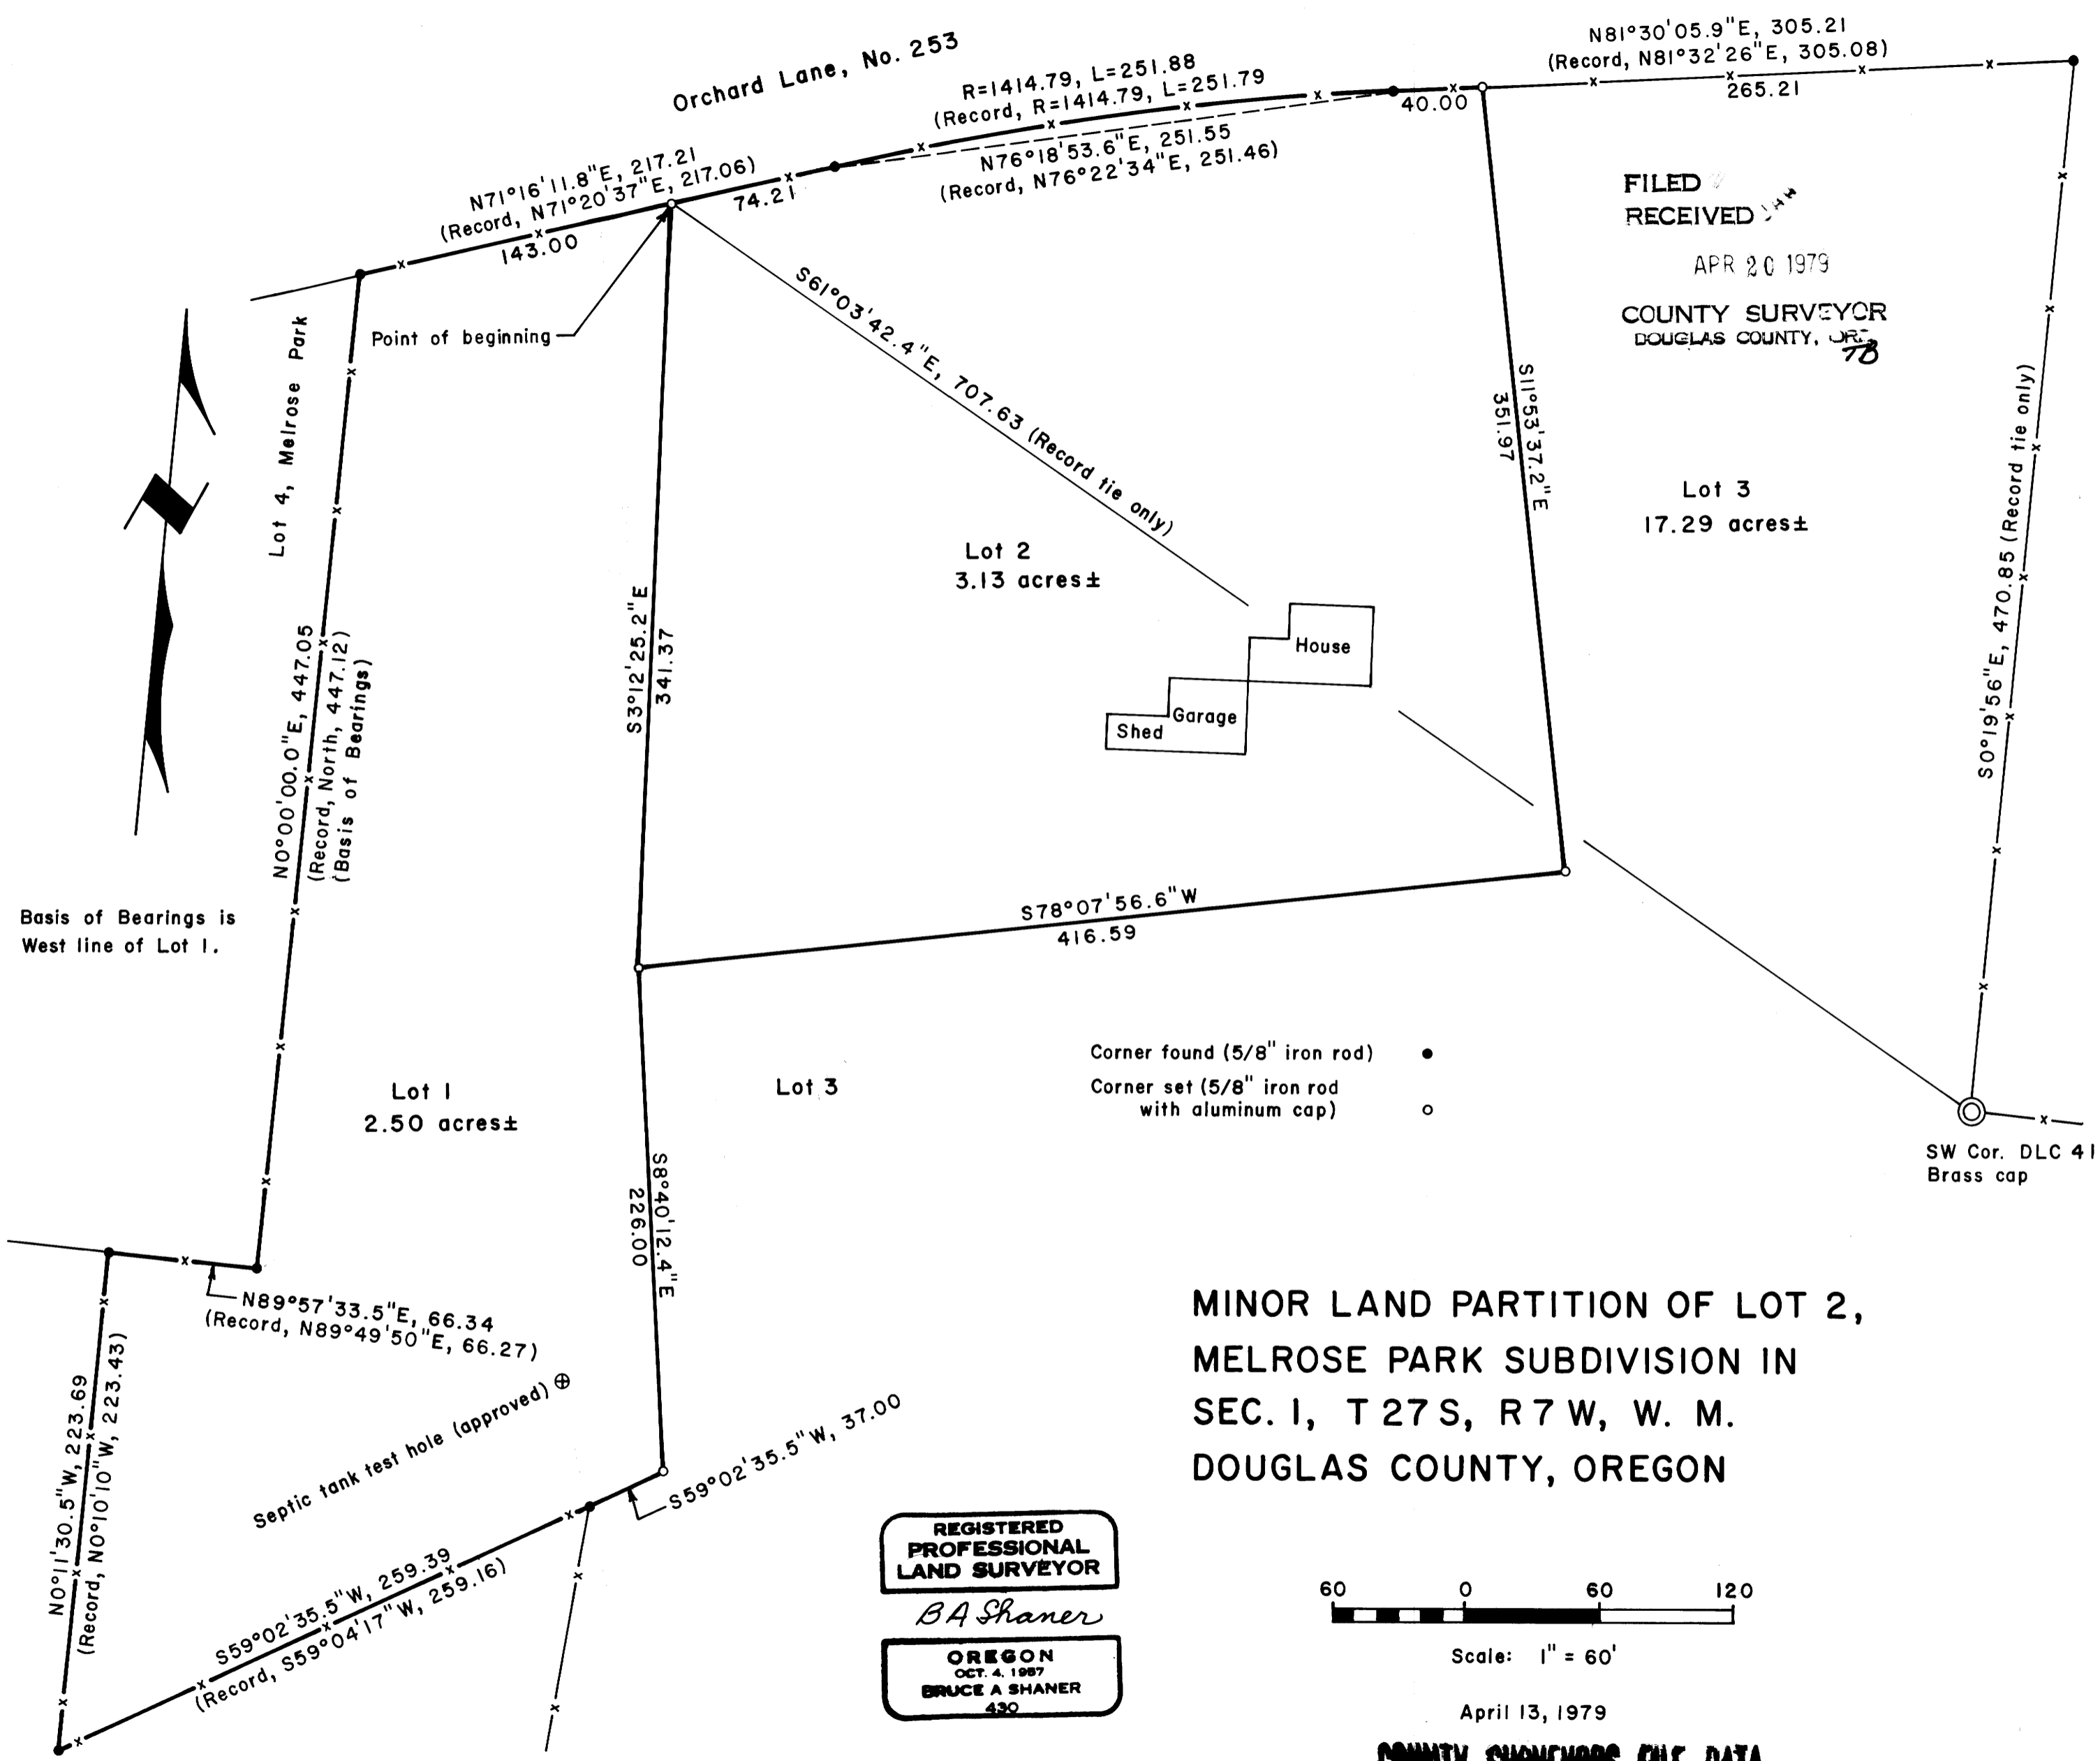 Orchard Lane, No. 253
N81°30'05.9"E, 305.21
(Record, N81°32'26"E, 305.08)
265.21
R=1414.79, L=251.88
(Record, R=1414.79, L=251.79)
40.00
N76°18'53.6"E, 251.55
(Record, N76°22'34"E, 251.46)
N71°16'11.8"E, 217.21
(Record, N71°20'37"E, 217.06)
74.21
143.00
Point of beginning
FILED
RECEIVED
APR 20 1979
COUNTY SURVEYOR
DOUGLAS COUNTY, ORE.
TB
S61°03'42.4"E, 707.63 (Record tie only)
S11°53'37.2"E
351.97
Lot 3
17.29 acres±
S0°19'56"E, 470.85 (Record tie only)
Lot 4, Melrose Park
Lot 2
3.13 acres±
S3°12'25.2"E
341.37
House
Garage
Shed
N0°00'00.0"E, 447.05
(Record, North, 447.12)
(Basis of Bearings)
Basis of Bearings is
West line of Lot 1.
S78°07'56.6"W
416.59
Corner found (5/8" iron rod)
Corner set (5/8" iron rod
with aluminum cap)
Lot 1
2.50 acres±
Lot 3
SW Cor. DLC 41
Brass cap
S8°40'12.4"E
226.00
N89°57'33.5"E, 66.34
(Record, N89°49'50"E, 66.27)
N0°11'30.5"W, 223.69
(Record, N0°10'10"W, 223.43)
Septic tank test hole (approved)
S59°02'35.5"W, 37.00
S59°02'35.5"W, 259.39
(Record, S59°04'17"W, 259.16)
MINOR LAND PARTITION OF LOT 2,
MELROSE PARK SUBDIVISION IN
SEC. 1, T 27 S, R 7 W, W. M.
DOUGLAS COUNTY, OREGON
REGISTERED
PROFESSIONAL
LAND SURVEYOR
B A Shaner
OREGON
OCT. 4, 1957
BRUCE A SHANER
430
60 0 60 120
Scale: 1" = 60'
April 13, 1979
COUNTY SURVEYORS FILE DATA